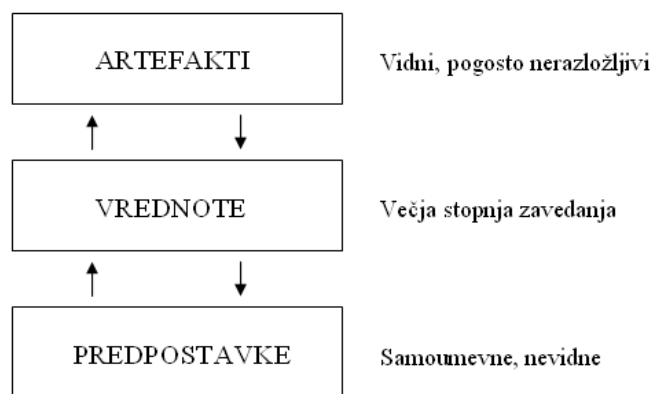 ARTEFAKTI
Vidni, pogosto nerazložljivi
VREDNOTE
Večja stopnja zavedanja
PREDPOSTAVKE
Samoumevne, nevidne